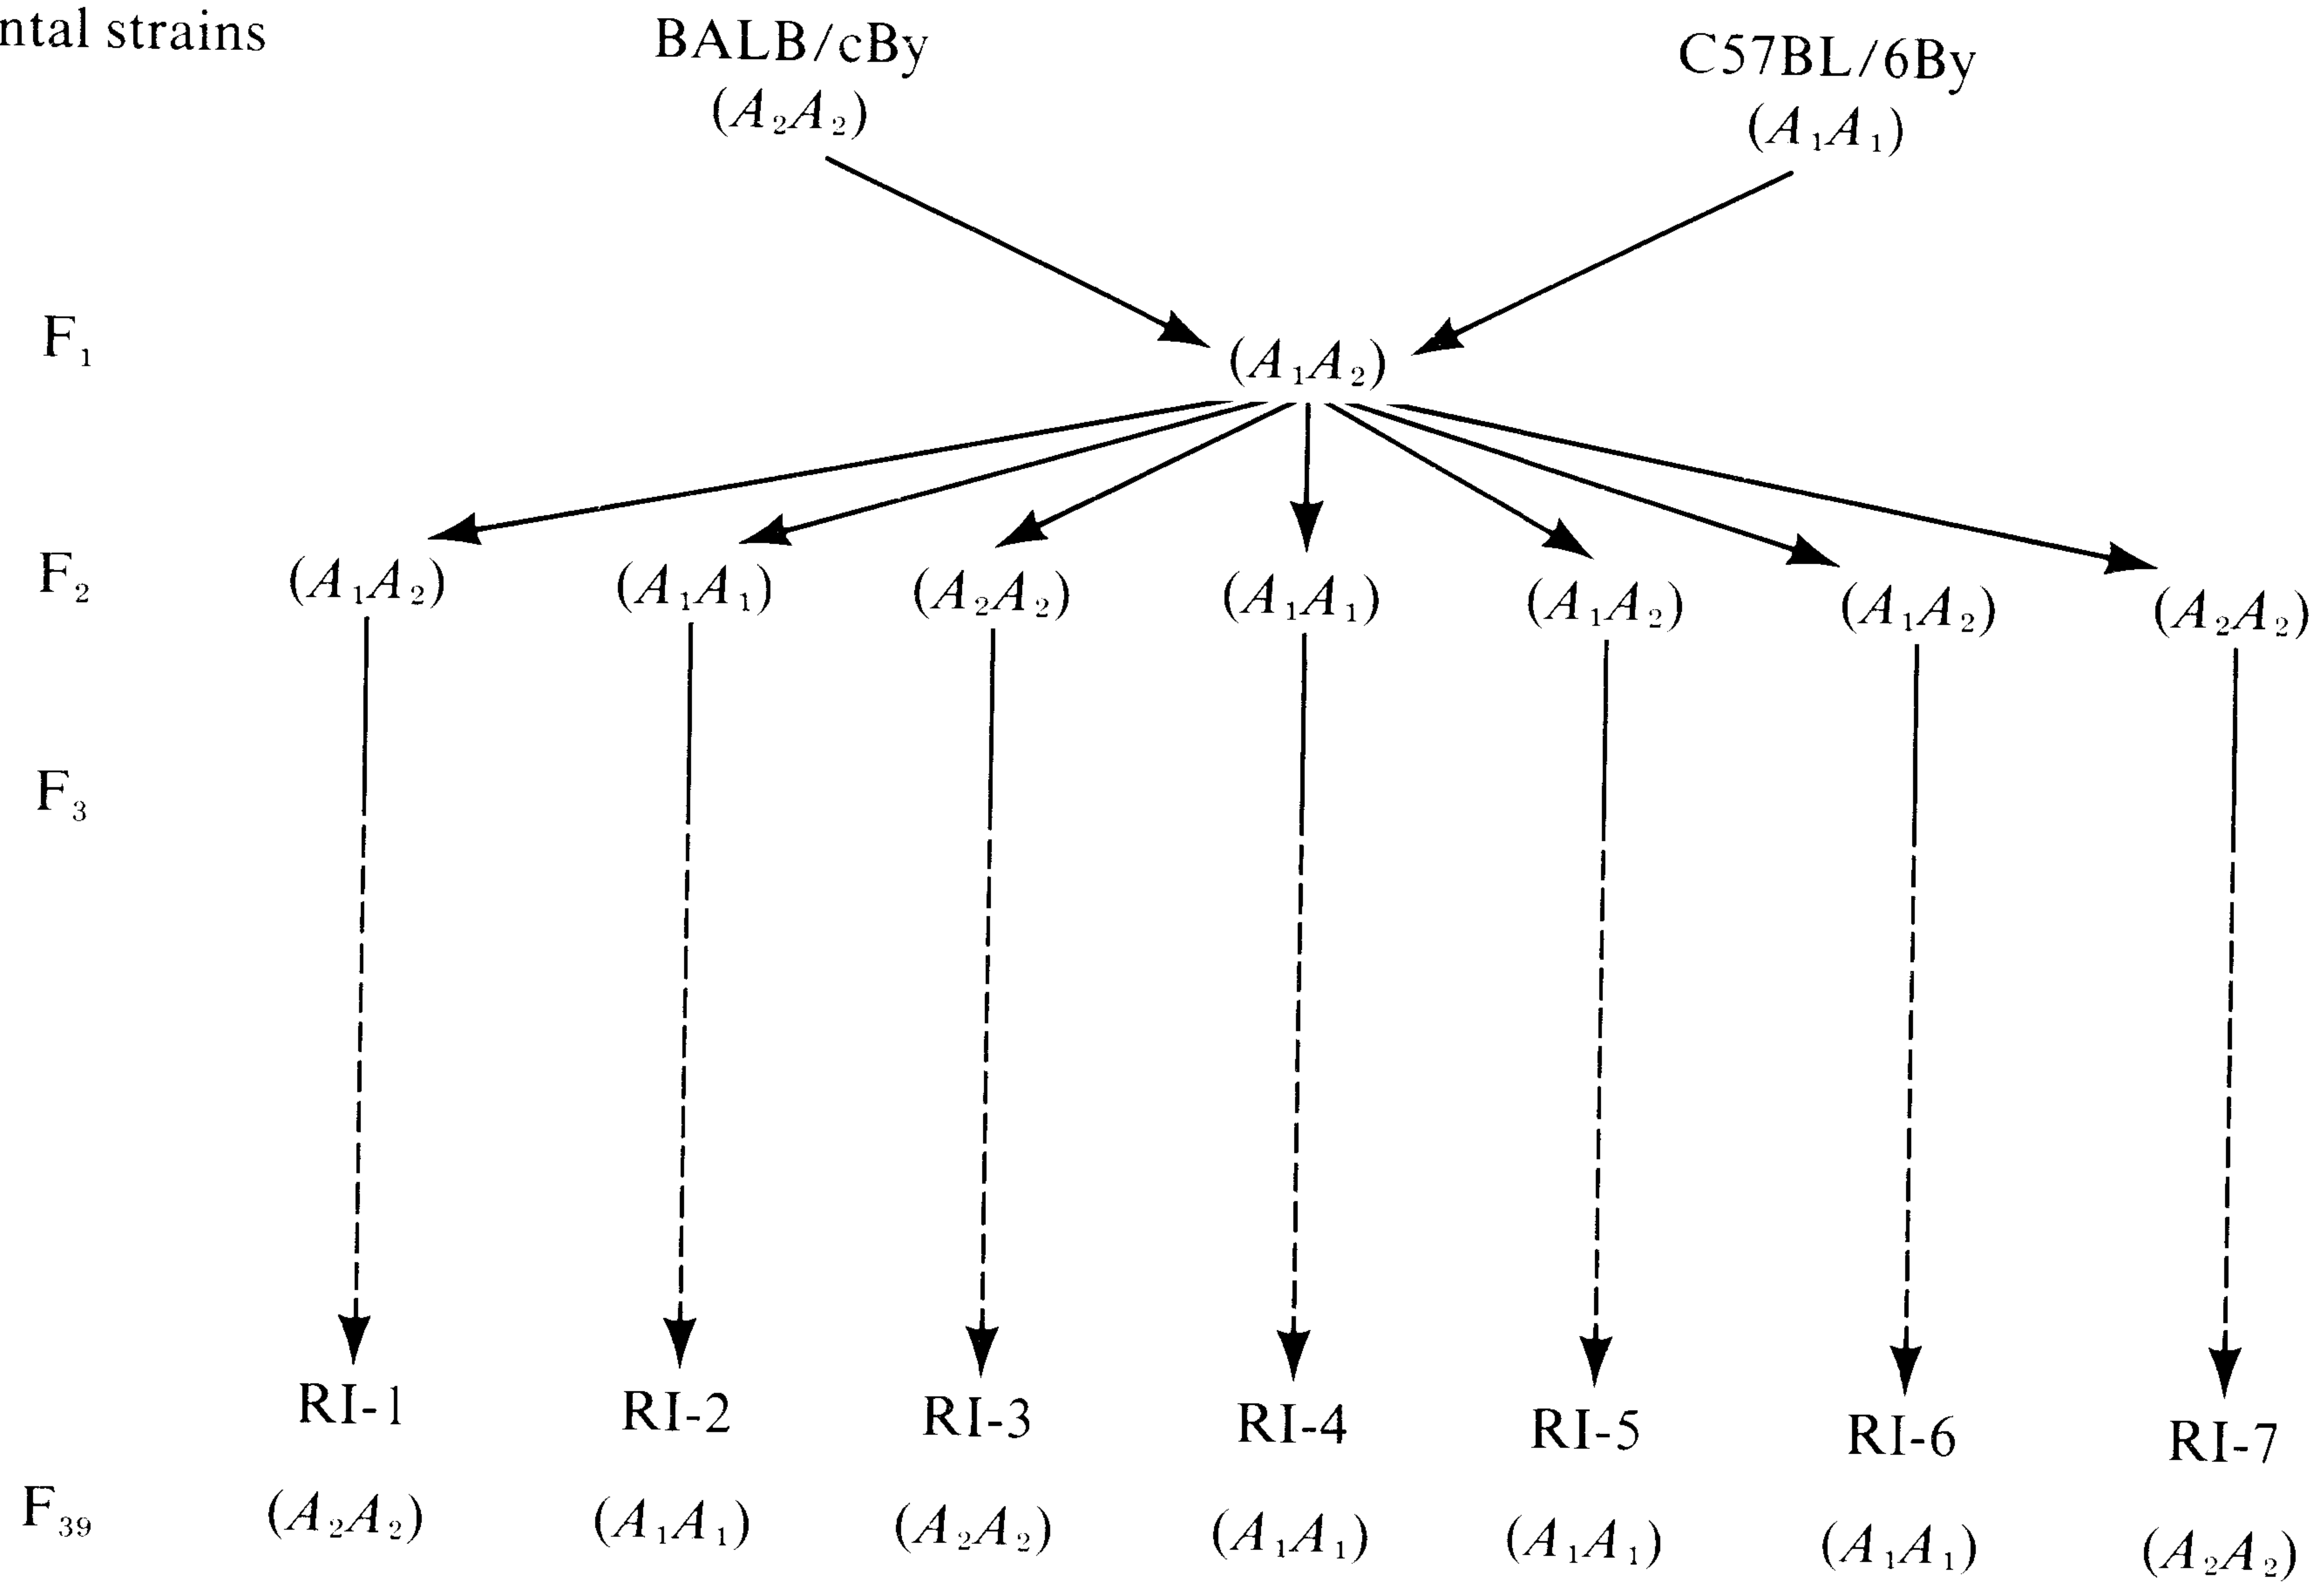 ntal strains
BALB/cBy
C57BL/6By
(A₂A₂)
(A₁A₁)
F₁
(A₁A₂)
F₂
(A₁A₂) (A₁A₁) (A₂A₂) (A₁A₁) (A₁A₂) (A₁A₂) (A₂A₂)
F₃
RI-1 RI-2 RI-3 RI-4 RI-5 RI-6 RI-7
F₃₉ (A₂A₂) (A₁A₁) (A₂A₂) (A₁A₁) (A₁A₁) (A₁A₁) (A₂A₂)